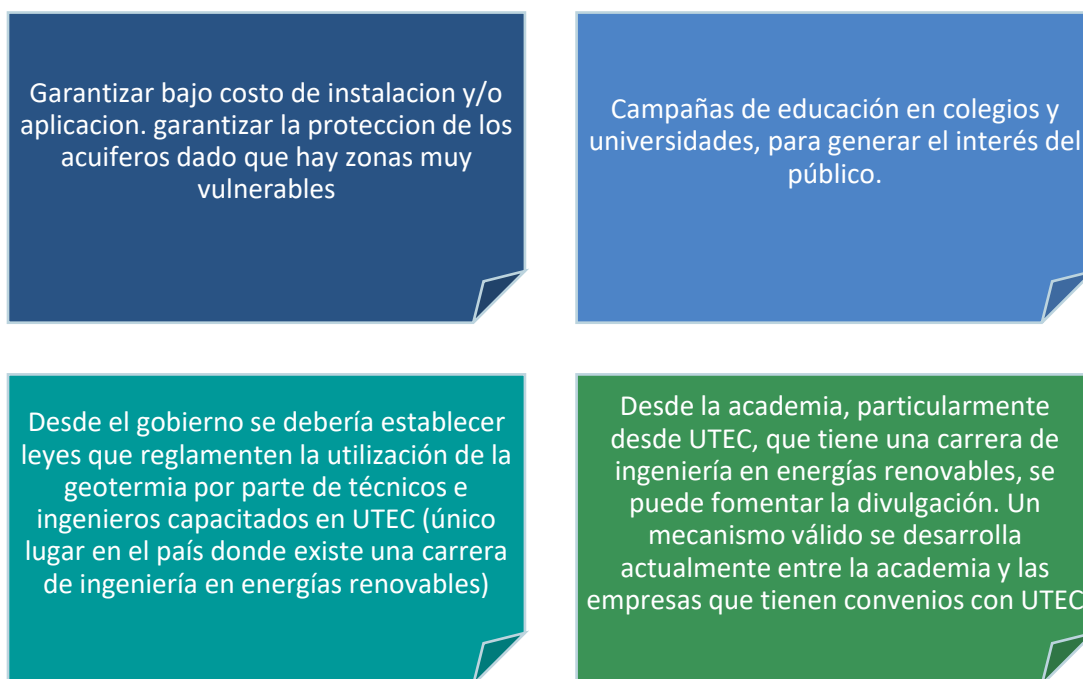 Garantizar bajo costo de instalacion y/o
aplicacion. garantizar la proteccion de los
acuiferos dado que hay zonas muy
vulnerables
Campañas de educación en colegios y
universidades, para generar el interés del
público.
Desde el gobierno se debería establecer
leyes que reglamenten la utilización de la
geotermia por parte de técnicos e
ingenieros capacitados en UTEC (único
lugar en el país donde existe una carrera
de ingeniería en energías renovables)
Desde la academia, particularmente
desde UTEC, que tiene una carrera de
ingeniería en energías renovables, se
puede fomentar la divulgación. Un
mecanismo válido se desarrolla
actualmente entre la academia y las
empresas que tienen convenios con UTEC